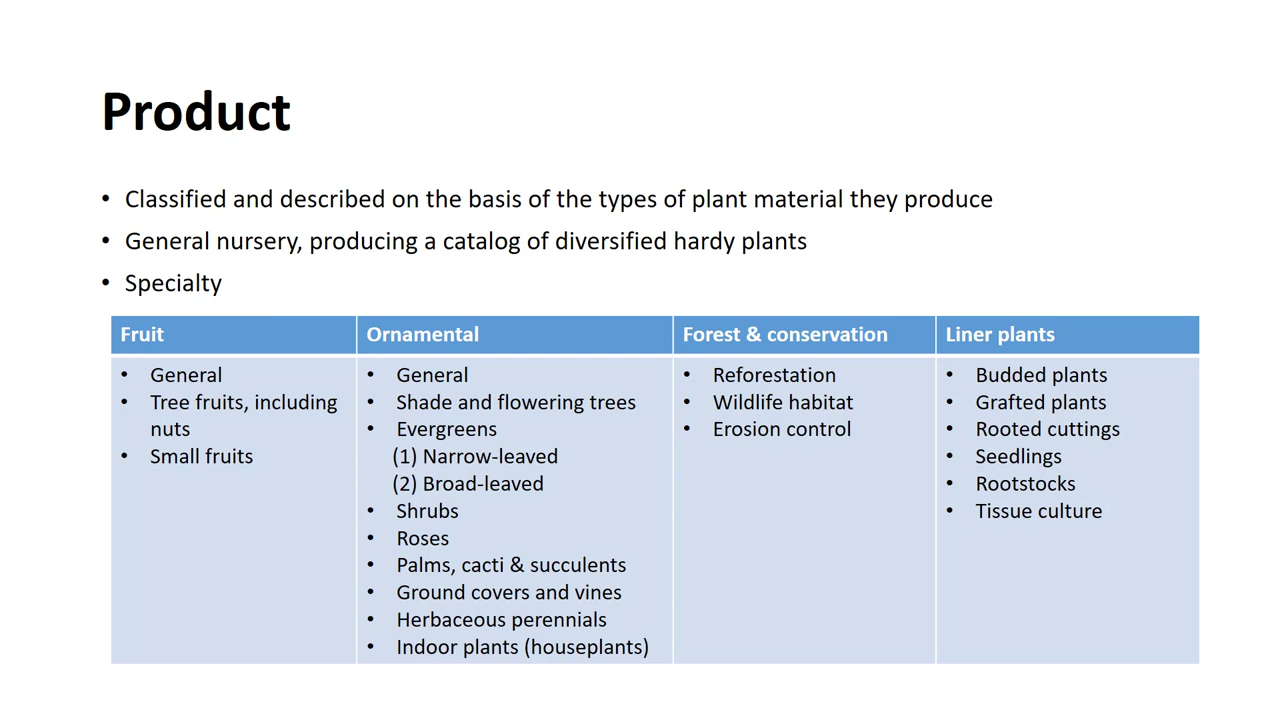 Product
• Classified and described on the basis of the types of plant material they produce
• General nursery, producing a catalog of diversified hardy plants
• Specialty
Fruit
• General
• Tree fruits, including
nuts
• Small fruits
Ornamental
• General
• Shade and flowering trees
• Evergreens
(1) Narrow-leaved
(2) Broad-leaved
• Shrubs
• Roses
• Palms, cacti & succulents
• Ground covers and vines
• Herbaceous perennials
• Indoor plants (houseplants)
Forest & conservation
• Reforestation
• Wildlife habitat
• Erosion control
Liner plants
• Budded plants
• Grafted plants
• Rooted cuttings
• Seedlings
• Rootstocks
• Tissue culture